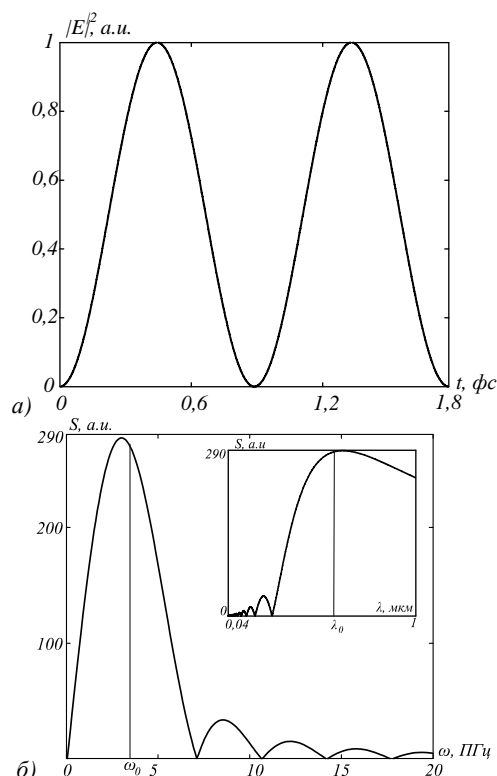 |E|², а.и.
1
0,8
0,6
0,4
0,2
0
0 0,6 1,2 1,8
t, фс
а)
S, а.и.
290
200
100
0 ω₀ 5 10 15 20
ω, ПГц
S, а.и
290
0
0,04 λ₀ 1
λ, мкм
б)